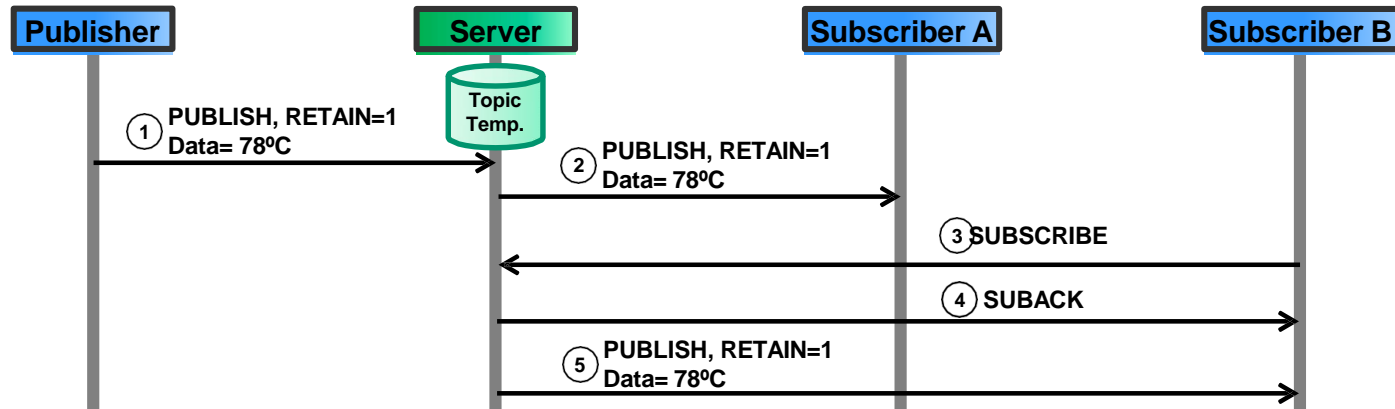 Publisher
Server
Subscriber A
Subscriber B
Topic
Temp.
1
PUBLISH, RETAIN=1
Data= 78ºC
2
PUBLISH, RETAIN=1
Data= 78ºC
3 SUBSCRIBE
4 SUBACK
5
PUBLISH, RETAIN=1
Data= 78ºC